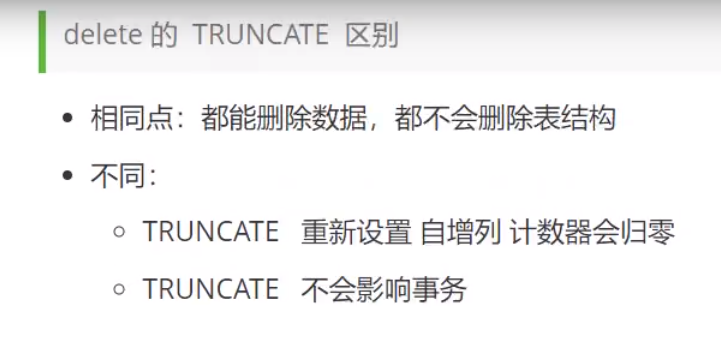 delete 的 TRUNCATE 区别
相同点：都能删除数据，都不会删除表结构
不同：
TRUNCATE 重新设置 自增列 计数器会归零
TRUNCATE 不会影响事务